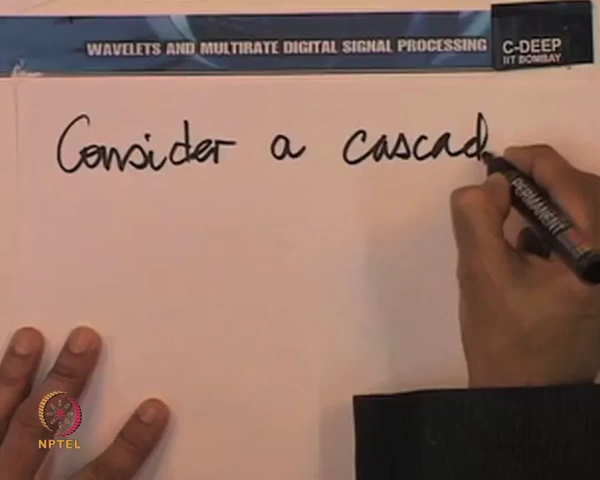 WAVELETS AND MULTIRATE DIGITAL SIGNAL PROCESSING
C-DEEP
IIT BOMBAY
Consider a cascad
PERMANENT
NPTEL